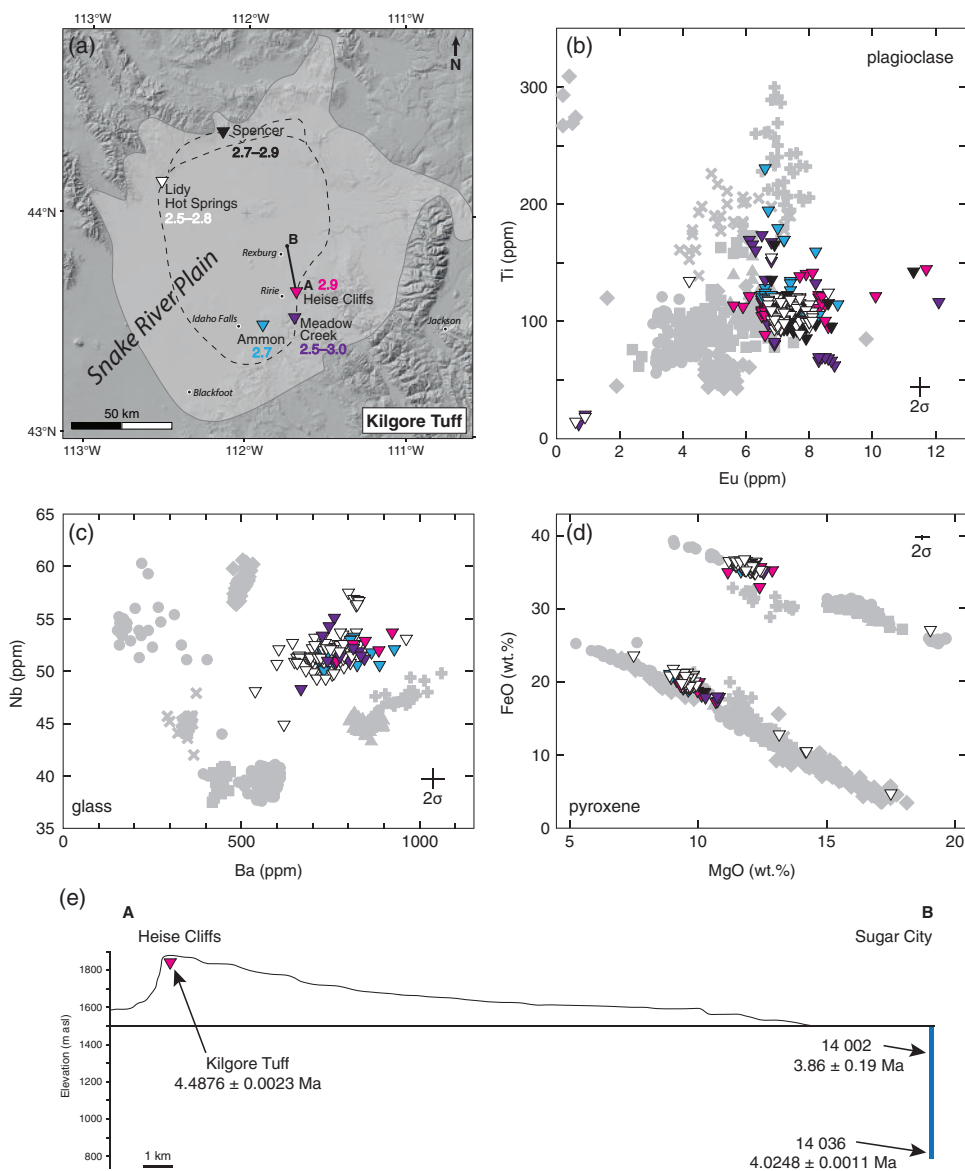 113°W
112°W
111°W
(a)
N
Spencer
2.7–2.9
Lidy
Hot Springs
2.5–2.8
44°N
B
Rexburg
A 2.9
Ririe
Heise Cliffs
Snake River Plain
Idaho Falls
Ammon
2.7
Meadow
Creek
2.5–3.0
Jackson
Blackfoot
50 km
Kilgore Tuff
43°N
113°W
112°W
111°W
(b)
plagioclase
300
200
100
0
Ti (ppm)
2σ
0 2 4 6 8 10 12
Eu (ppm)
(c)
65
60
55
50
45
40
35
Nb (ppm)
glass
2σ
0 500 1000
Ba (ppm)
(d)
40
30
20
10
0
FeO (wt.%)
2σ
pyroxene
5 10 15 20
MgO (wt.%)
(e)
A B
Heise Cliffs Sugar City
1800
1600
1400
1200
1000
800
Elevation (m asl)
Kilgore Tuff
4.4876 ± 0.0023 Ma
14 002
3.86 ± 0.19 Ma
14 036
4.0248 ± 0.0011 Ma
1 km